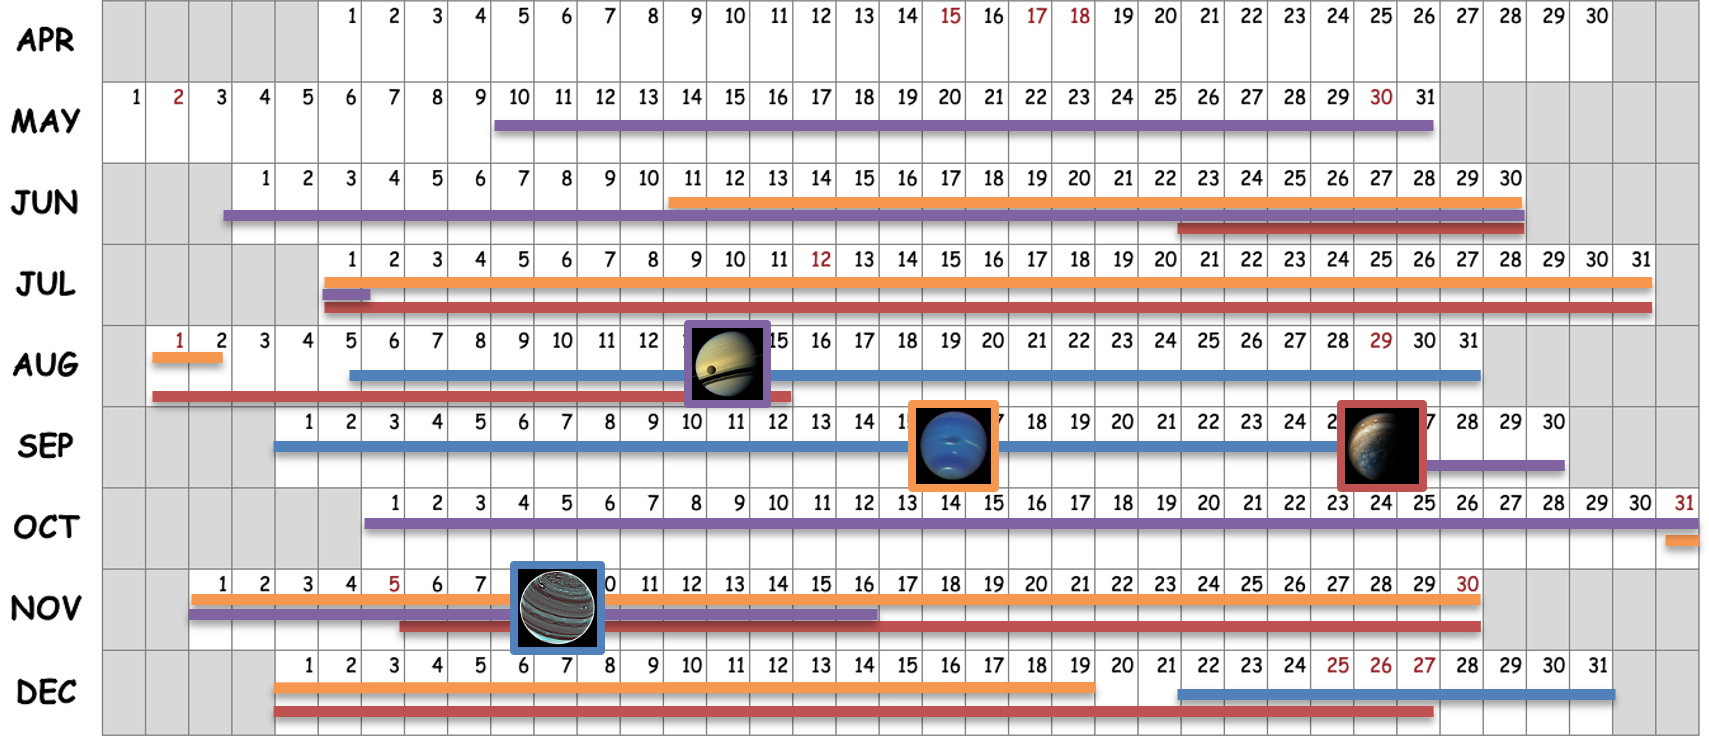 APR 1 2 3 4 5 6 7 8 9 10 11 12 13 14 15 16 17 18 19 20 21 22 23 24 25 26 27 28 29 30
MAY 1 2 3 4 5 6 7 8 9 10 11 12 13 14 15 16 17 18 19 20 21 22 23 24 25 26 27 28 29 30 31
JUN 1 2 3 4 5 6 7 8 9 10 11 12 13 14 15 16 17 18 19 20 21 22 23 24 25 26 27 28 29 30
JUL 1 2 3 4 5 6 7 8 9 10 11 12 13 14 15 16 17 18 19 20 21 22 23 24 25 26 27 28 29 30 31
AUG 1 2 3 4 5 6 7 8 9 10 11 12 15 16 17 18 19 20 21 22 23 24 25 26 27 28 29 30 31
SEP 1 2 3 4 5 6 7 8 9 10 11 12 13 14 18 19 20 21 22 23 24 28 29 30
OCT 1 2 3 4 5 6 7 8 9 10 11 12 13 14 15 16 17 18 19 20 21 22 23 24 25 26 27 28 29 30 31
NOV 1 2 3 4 5 6 7 11 12 13 14 15 16 17 18 19 20 21 22 23 24 25 26 27 28 29 30
DEC 1 2 3 4 5 6 7 8 9 10 11 12 13 14 15 16 17 18 19 20 21 22 23 24 25 26 27 28 29 30 31